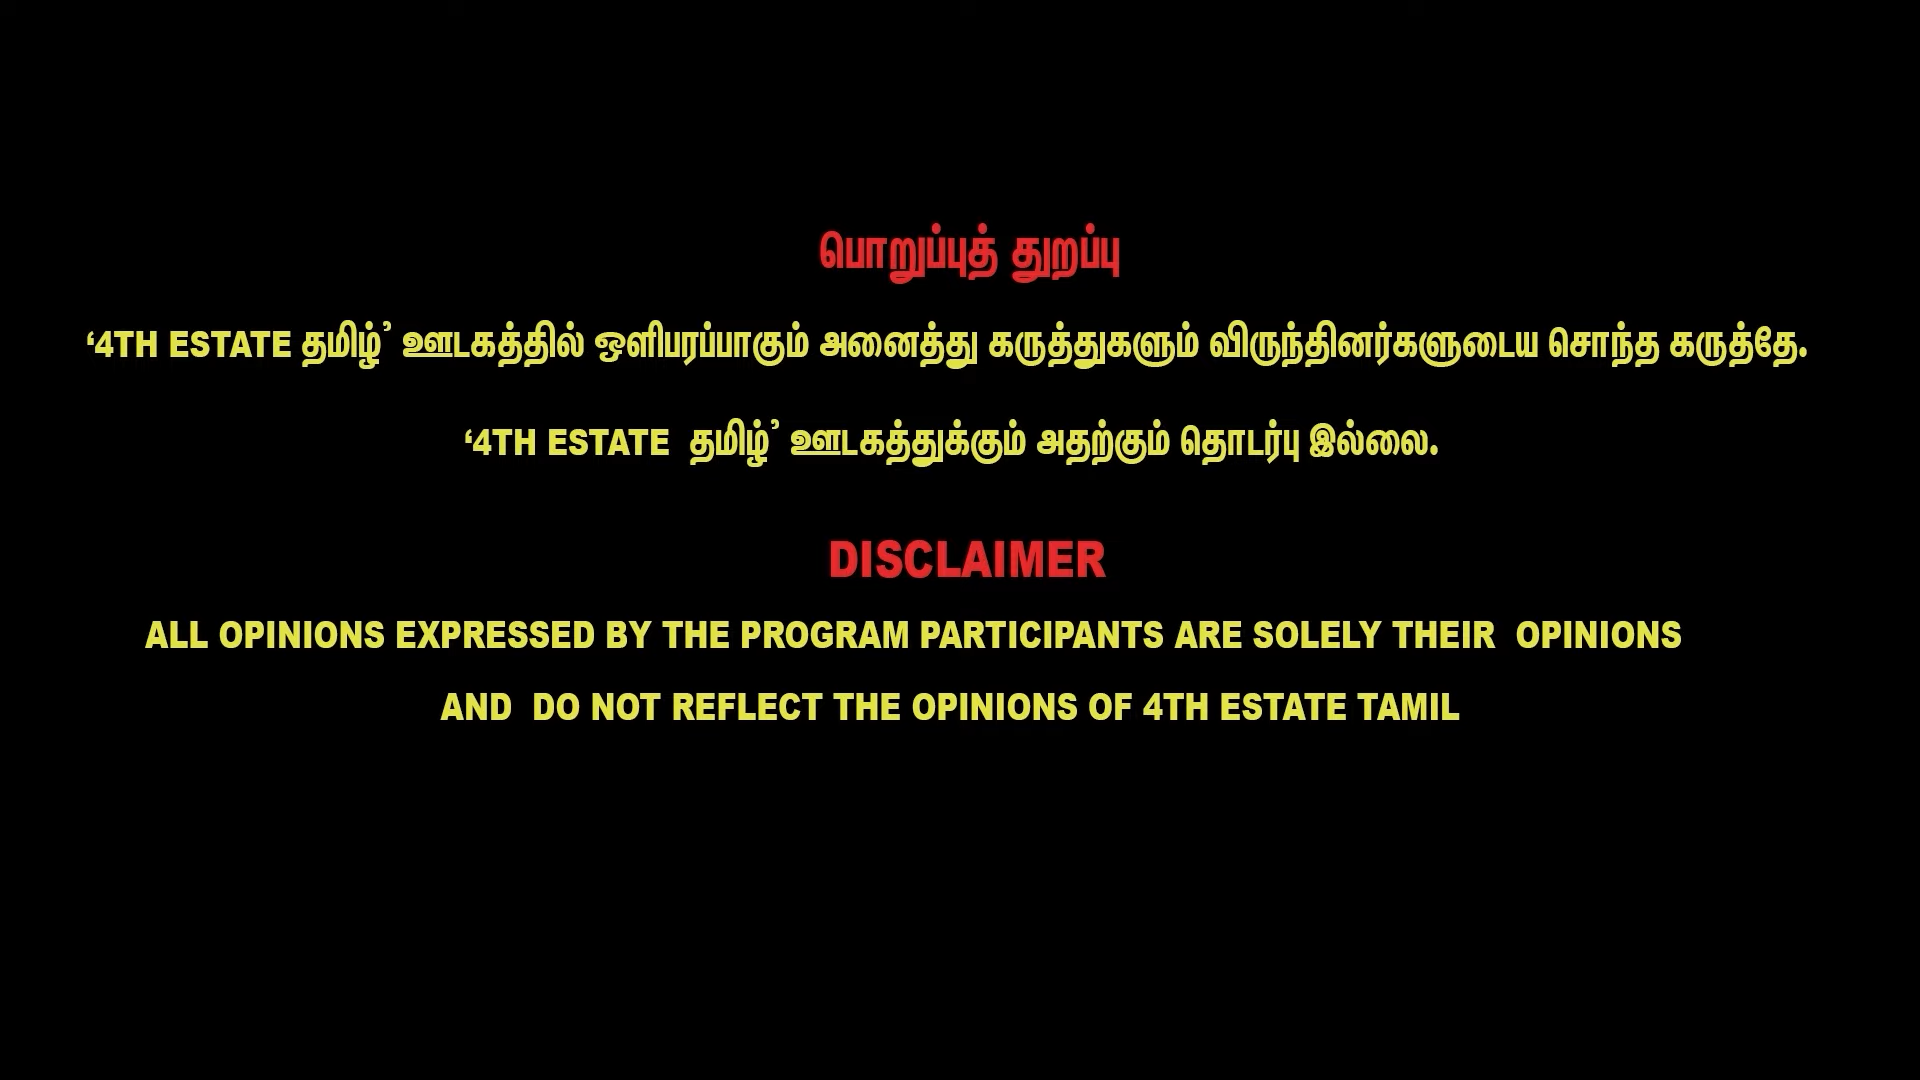 பொறுப்புத் துறப்பு
‘4TH ESTATE தமிழ்’ ஊடகத்தில் ஒளிபரப்பாகும் அனைத்து கருத்துகளும் விருந்தினர்களுடைய சொந்த கருத்தே.
‘4TH ESTATE தமிழ்’ ஊடகத்துக்கும் அதற்கும் தொடர்பு இல்லை.
DISCLAIMER
ALL OPINIONS EXPRESSED BY THE PROGRAM PARTICIPANTS ARE SOLELY THEIR OPINIONS
AND DO NOT REFLECT THE OPINIONS OF 4TH ESTATE TAMIL